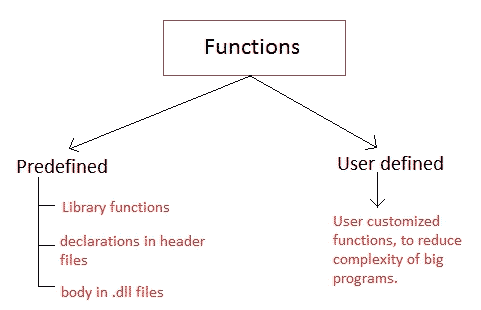 Functions
Predefined
User defined
Library functions
declarations in header
files
body in .dll files
User customized
functions, to reduce
complexity of big
programs.